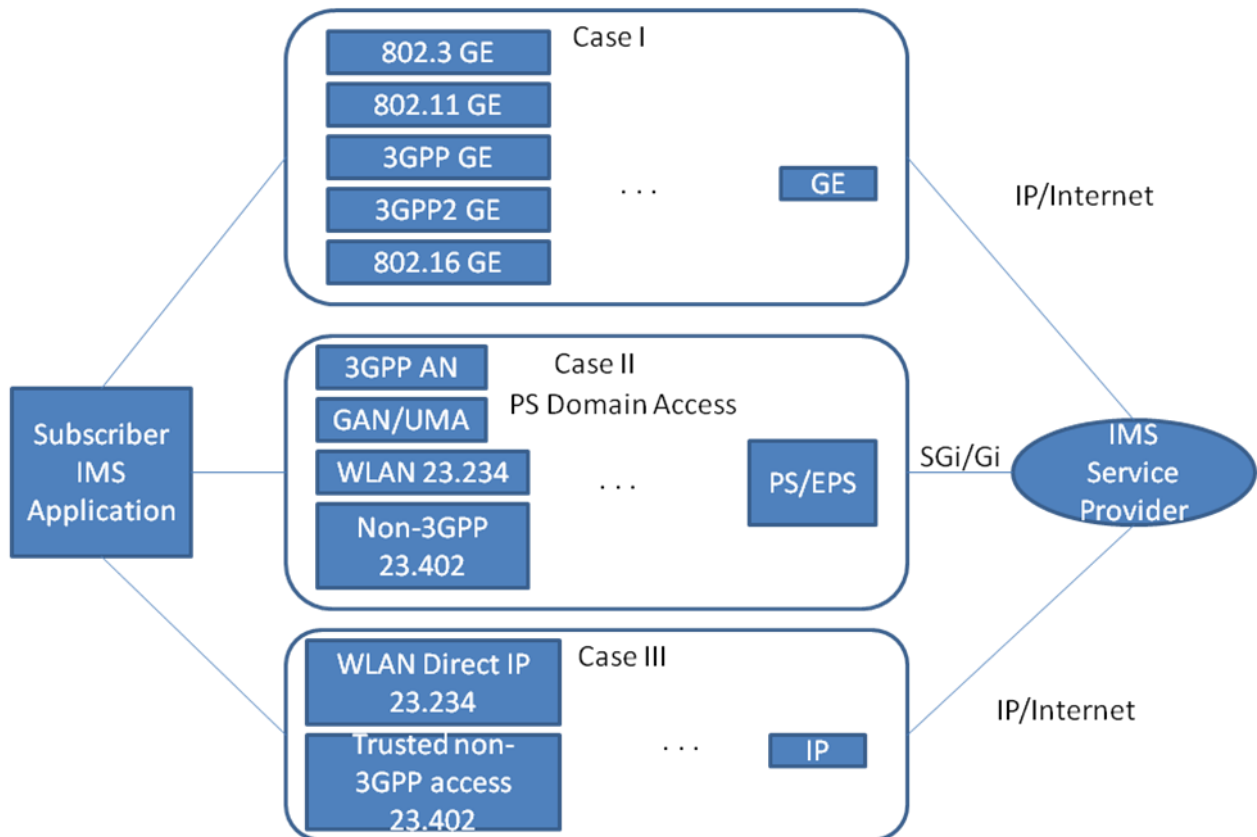 Case I
802.3 GE
802.11 GE
3GPP GE
3GPP2 GE
802.16 GE
. . .
GE
IP/Internet
Case II
PS Domain Access
3GPP AN
GAN/UMA
WLAN 23.234
Non-3GPP
23.402
. . .
PS/EPS
SGi/Gi
Subscriber
IMS
Application
IMS
Service
Provider
Case III
WLAN Direct IP
23.234
Trusted non-
3GPP access
23.402
. . .
IP
IP/Internet